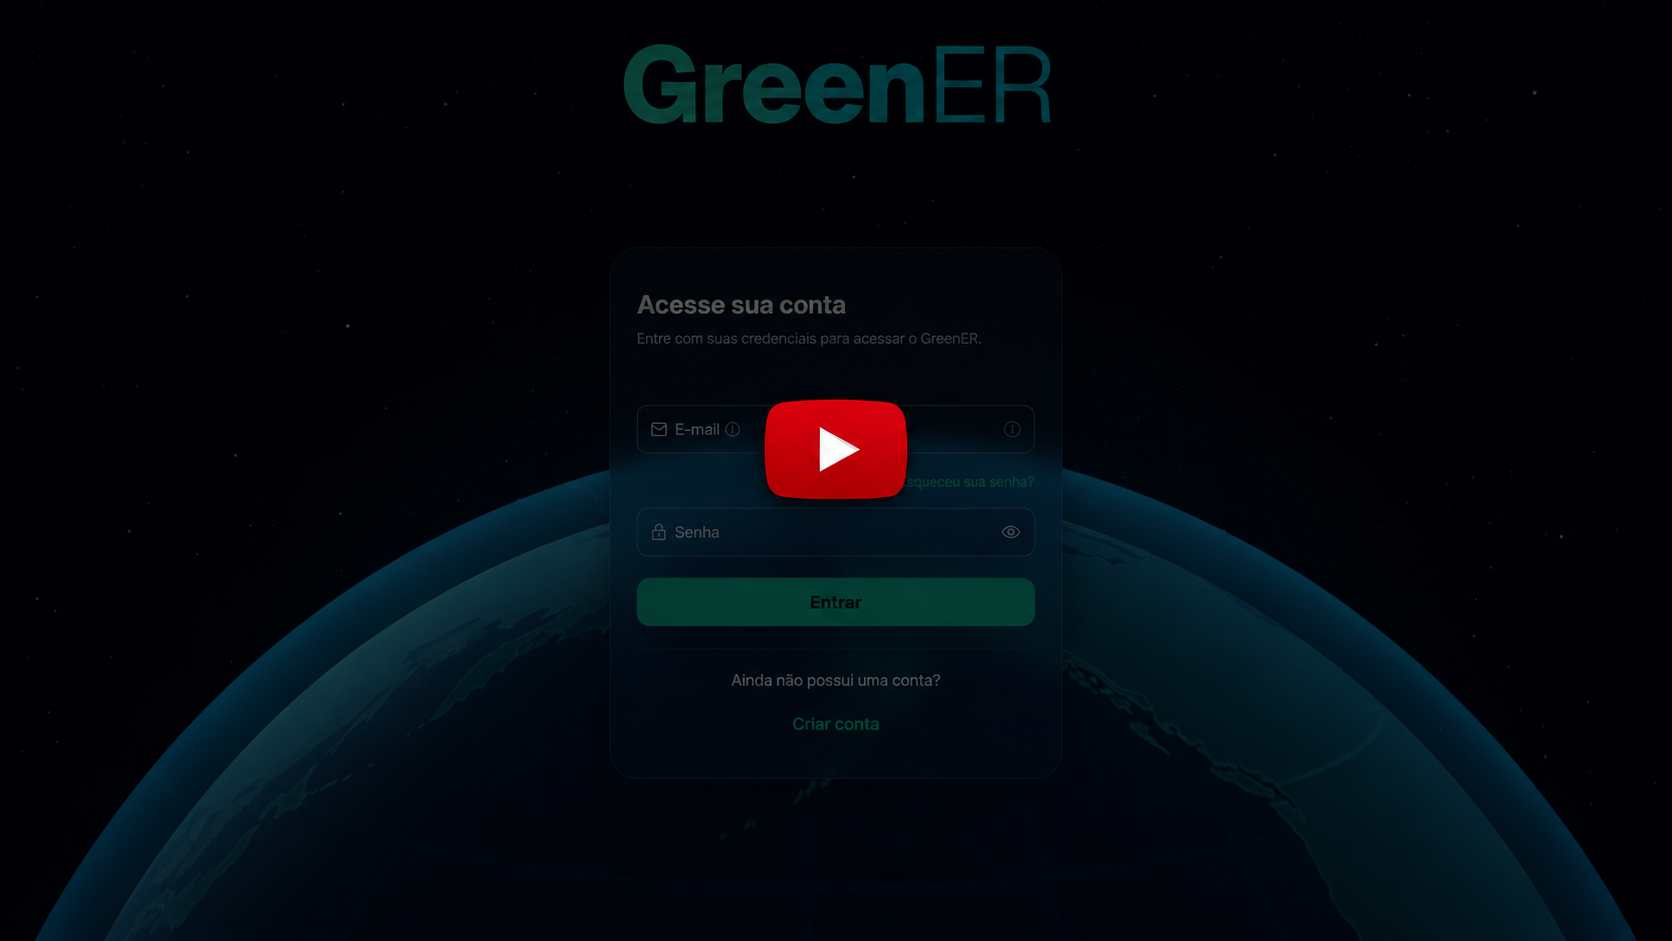 GreenER
Acesse sua conta
Entre com suas credenciais para acessar o GreenER.
E-mail
squeceu sua senha?
Senha
Entrar
Ainda não possui uma conta?
Criar conta